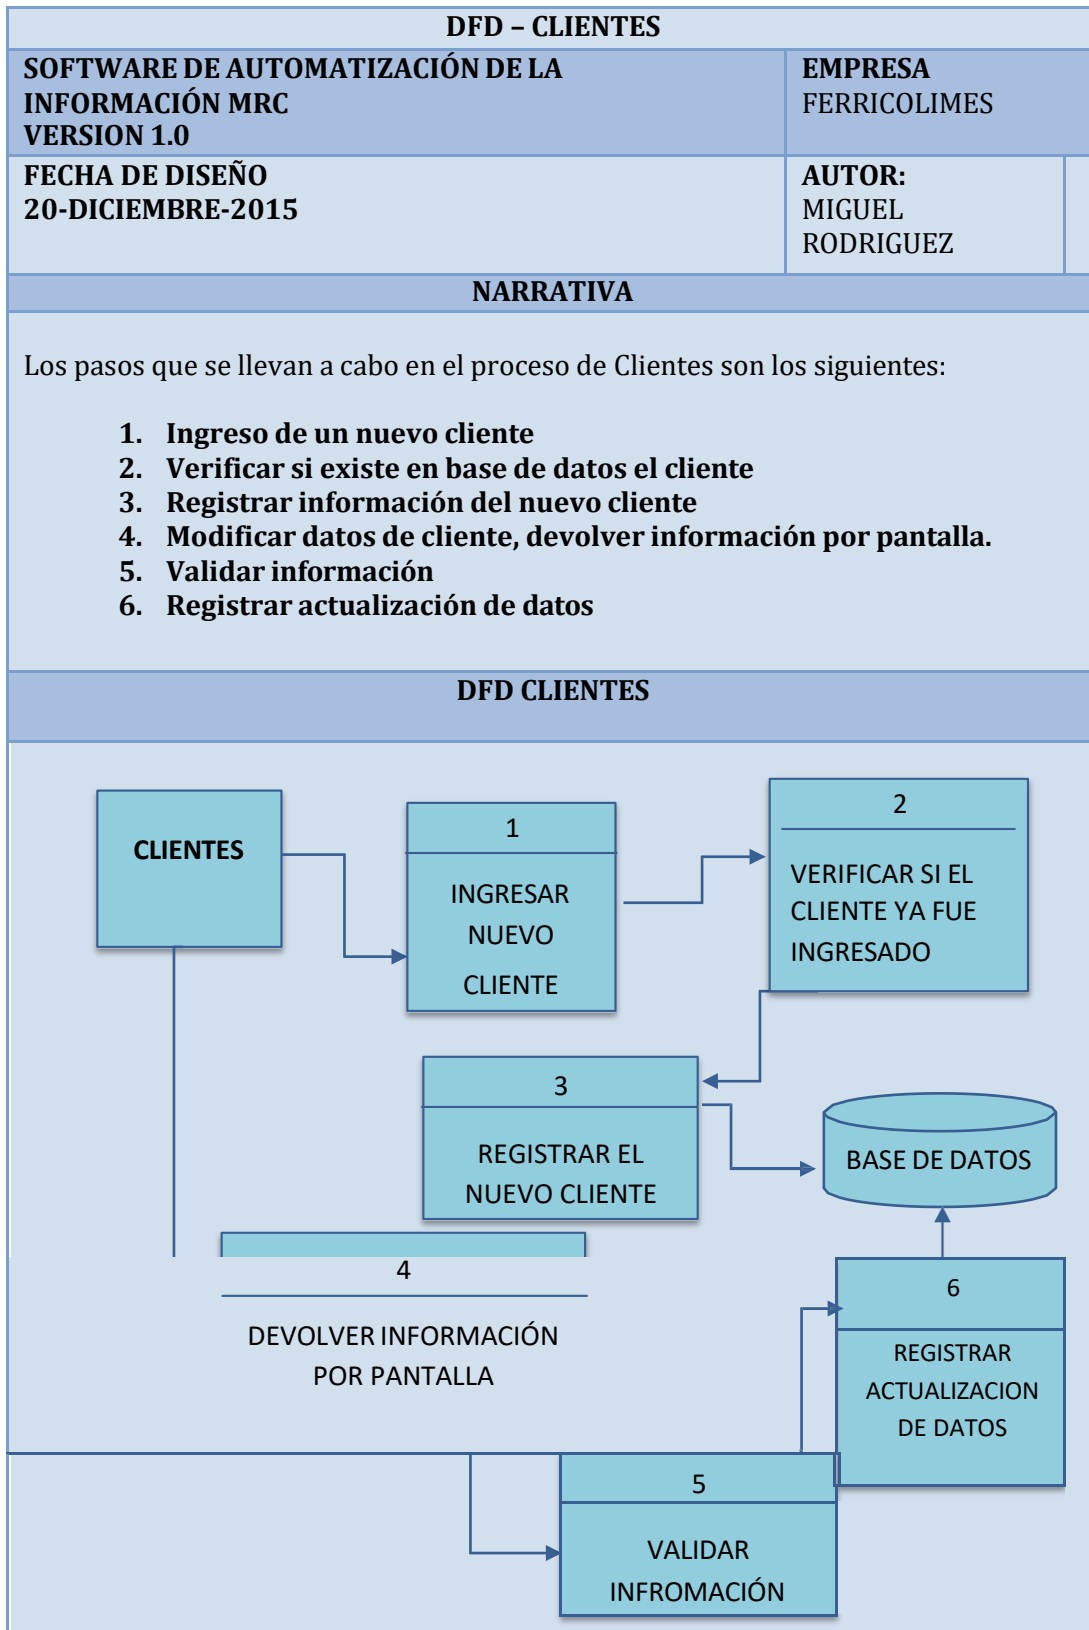 DFD – CLIENTES
SOFTWARE DE AUTOMATIZACIÓN DE LA
INFORMACIÓN MRC
VERSION 1.0
EMPRESA
FERRICOLIMES
FECHA DE DISEÑO
20-DICIEMBRE-2015
AUTOR:
MIGUEL
RODRIGUEZ
NARRATIVA
Los pasos que se llevan a cabo en el proceso de Clientes son los siguientes:
1. Ingreso de un nuevo cliente
2. Verificar si existe en base de datos el cliente
3. Registrar información del nuevo cliente
4. Modificar datos de cliente, devolver información por pantalla.
5. Validar información
6. Registrar actualización de datos
DFD CLIENTES
CLIENTES
1
INGRESAR
NUEVO
CLIENTE
2
VERIFICAR SI EL
CLIENTE YA FUE
INGRESADO
3
REGISTRAR EL
NUEVO CLIENTE
BASE DE DATOS
4
DEVOLVER INFORMACIÓN
POR PANTALLA
6
REGISTRAR
ACTUALIZACION
DE DATOS
5
VALIDAR
INFROMACIÓN